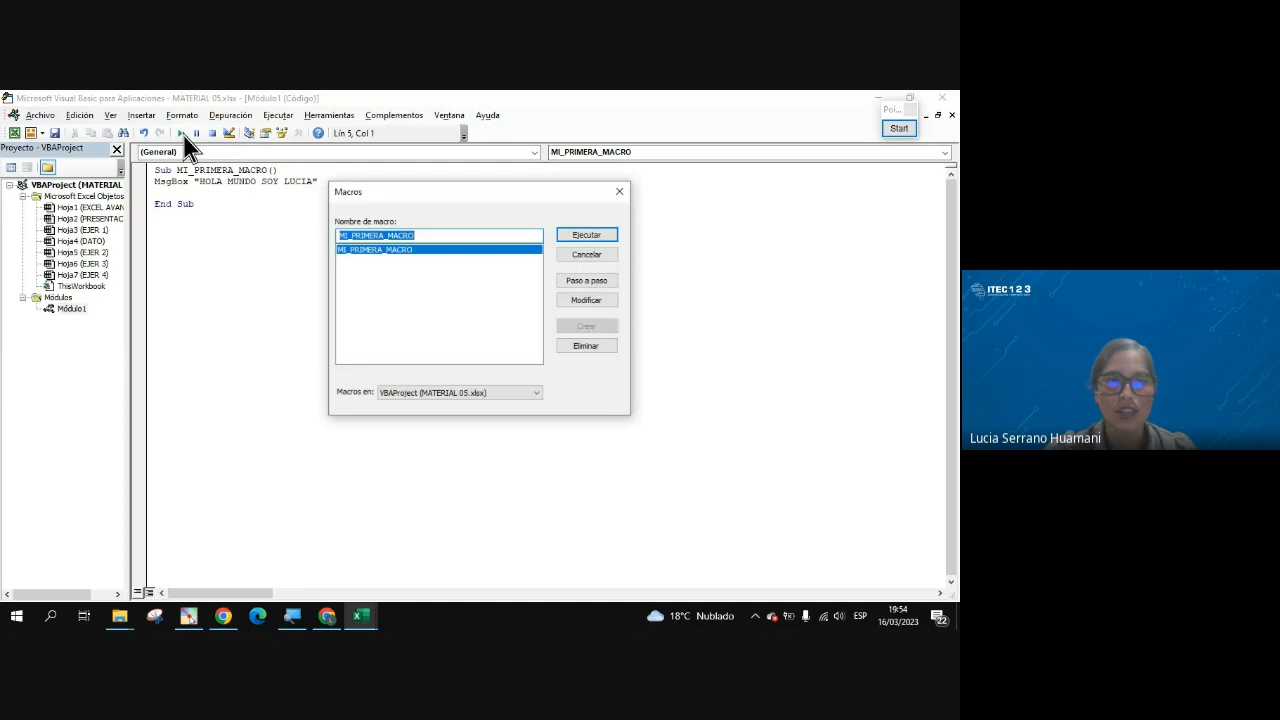 Microsoft Visual Basic para Aplicaciones - MATERIAL 05.xlsx - [Módulo1 (Código)]
Archivo Edición Ver Insertar Formato Depuración Ejecutar Herramientas Complementos Ventana Ayuda
Start
Lín 5, Col 1
Proyecto - VBAProject
(General)
MI_PRIMERA_MACRO
VBAProject (MATERIAL
Microsoft Excel Objetos
Hoja1 (EXCEL AVAN
Hoja2 (PRESENTAC
Hoja3 (EJER 1)
Hoja4 (DATO)
Hoja5 (EJER 2)
Hoja6 (EJER 3)
Hoja7 (EJER 4)
ThisWorkbook
Módulos
Módulo1
Sub MI_PRIMERA_MACRO()
MsgBox "HOLA MUNDO SOY LUCIA"
End Sub
Macros
Nombre de macro:
MI_PRIMERA_MACRO
MI_PRIMERA_MACRO
Ejecutar
Cancelar
Paso a paso
Modificar
Crear
Eliminar
Macros en:
VBAProject (MATERIAL 05.xlsx)
ITEC 1 2 3
Lucia Serrano Huamani
18°C Nublado
ESP
19:54
16/03/2023
22